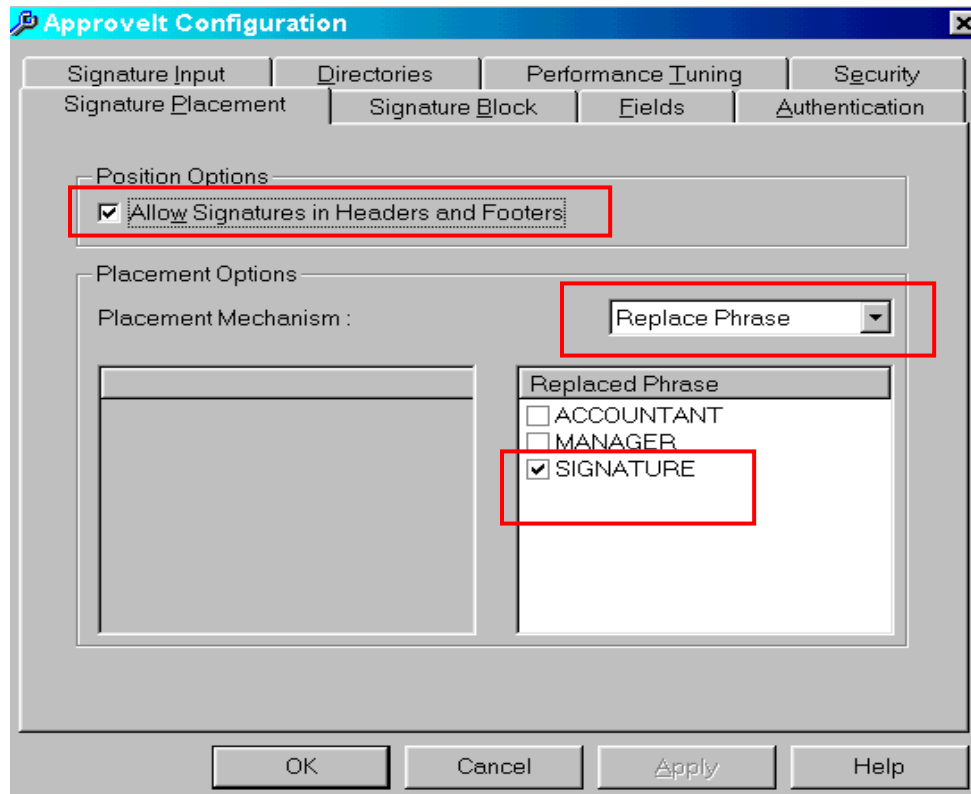 ApproveIt Configuration
Signature Input Directories Performance Tuning Security
Signature Placement Signature Block Fields Authentication
Position Options
Allow Signatures in Headers and Footers
Placement Options
Placement Mechanism : Replace Phrase
Replaced Phrase
ACCOUNTANT
MANAGER
SIGNATURE
OK Cancel Apply Help